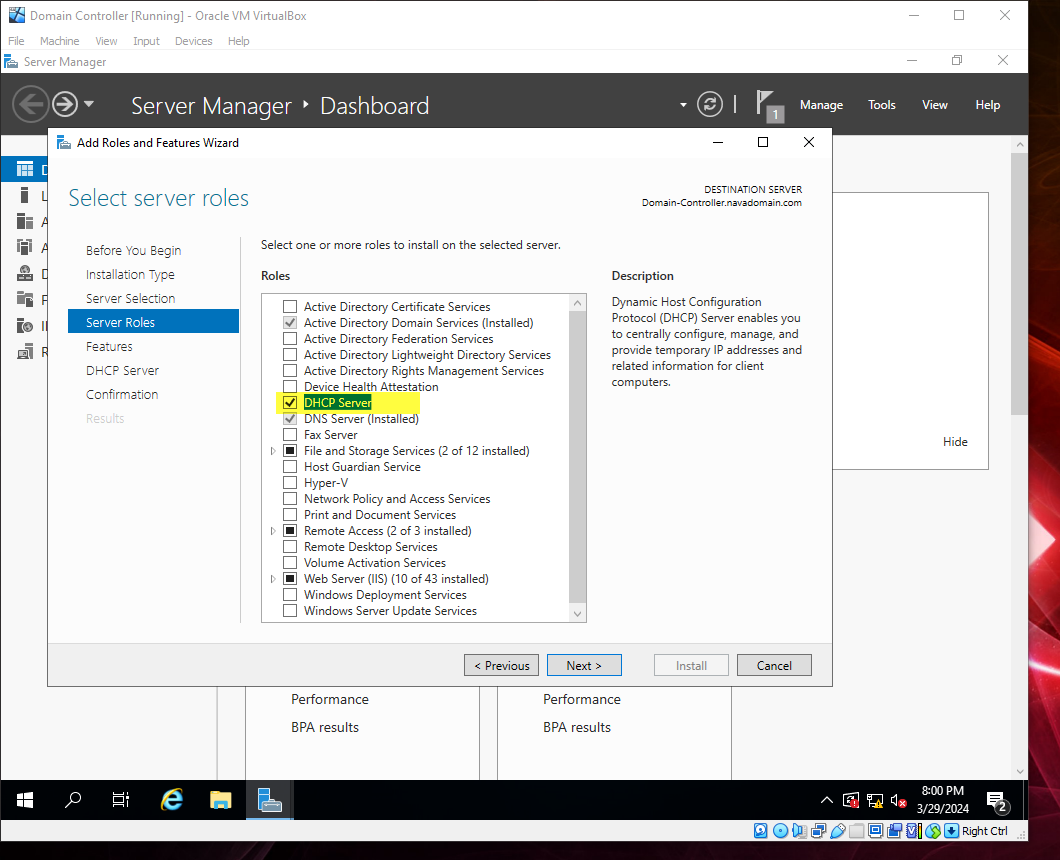 Domain Controller [Running] - Oracle VM VirtualBox
File Machine View Input Devices Help
Server Manager
Server Manager Dashboard
1
Manage Tools View Help
Add Roles and Features Wizard
Select server roles
DESTINATION SERVER
Domain-Controller.navadomain.com
Before You Begin
Installation Type
Server Selection
Server Roles
Features
DHCP Server
Confirmation
Results
Select one or more roles to install on the selected server.
Roles
Active Directory Certificate Services
Active Directory Domain Services (Installed)
Active Directory Federation Services
Active Directory Lightweight Directory Services
Active Directory Rights Management Services
Device Health Attestation
DHCP Server
DNS Server (Installed)
Fax Server
File and Storage Services (2 of 12 installed)
Host Guardian Service
Hyper-V
Network Policy and Access Services
Print and Document Services
Remote Access (2 of 3 installed)
Remote Desktop Services
Volume Activation Services
Web Server (IIS) (10 of 43 installed)
Windows Deployment Services
Windows Server Update Services
Description
Dynamic Host Configuration
Protocol (DHCP) Server enables you
to centrally configure, manage, and
provide temporary IP addresses and
related information for client
computers.
Hide
< Previous
Next >
Install
Cancel
Performance
BPA results
Performance
BPA results
8:00 PM
3/29/2024
2
Right Ctrl